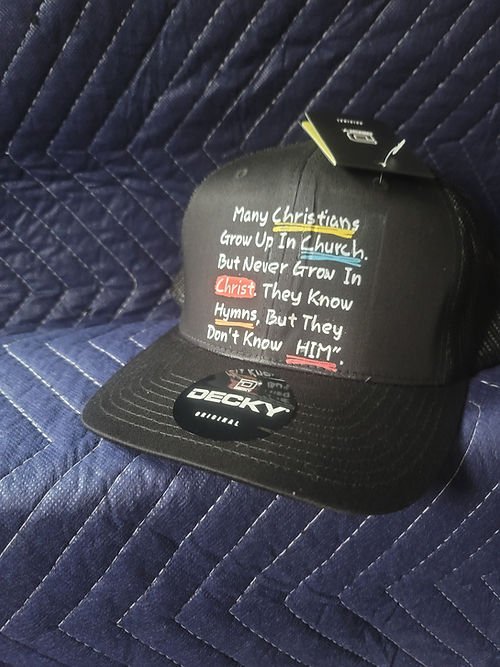 Many Christians
Grow Up In Church.
But Never Grow In
Christ. They Know
Hymns, But They
Don't Know HIM”.
DECKY
ORIGINAL